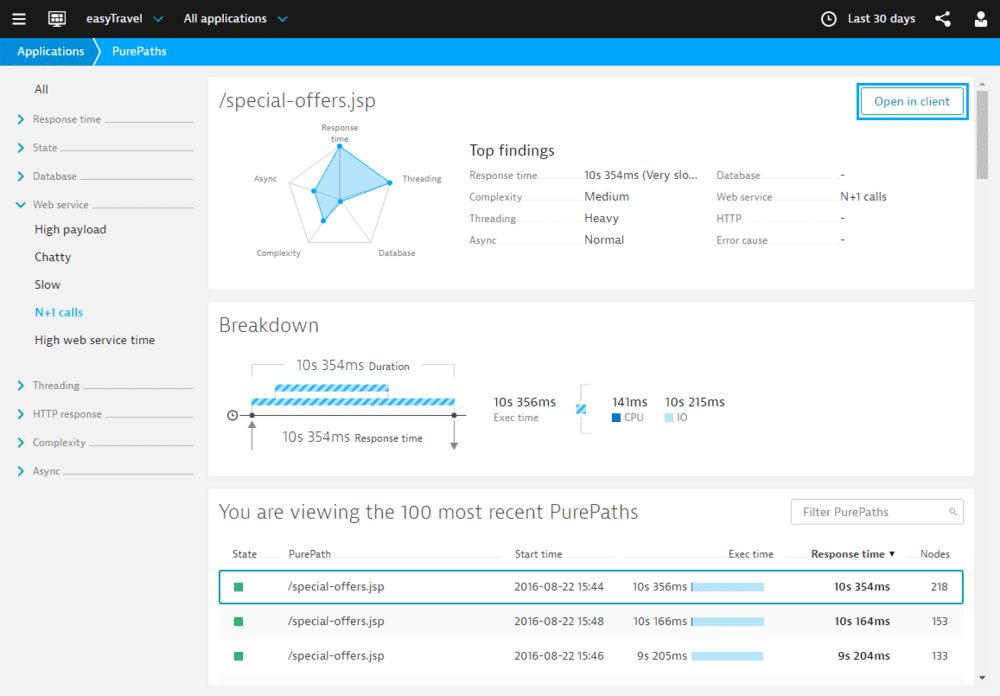 easyTravel All applications Last 30 days
Applications PurePaths
All
Response time
State
Database
Web service
High payload
Chatty
Slow
N+1 calls
High web service time
Threading
HTTP response
Complexity
Async
/special-offers.jsp
Open in client
Response
time
Async
Threading
Complexity
Database
Top findings
Response time 10s 354ms (Very slo... Database -
Complexity Medium Web service N+1 calls
Threading Heavy HTTP -
Async Normal Error cause -
Breakdown
10s 354ms Duration
10s 354ms Response time
10s 356ms
Exec time
141ms 10s 215ms
CPU IO
You are viewing the 100 most recent PurePaths
Filter PurePaths
State PurePath Start time Exec time Response time ▼ Nodes
/special-offers.jsp 2016-08-22 15:44 10s 356ms 10s 354ms 218
/special-offers.jsp 2016-08-22 15:48 10s 166ms 10s 164ms 153
/special-offers.jsp 2016-08-22 15:46 9s 205ms 9s 204ms 133